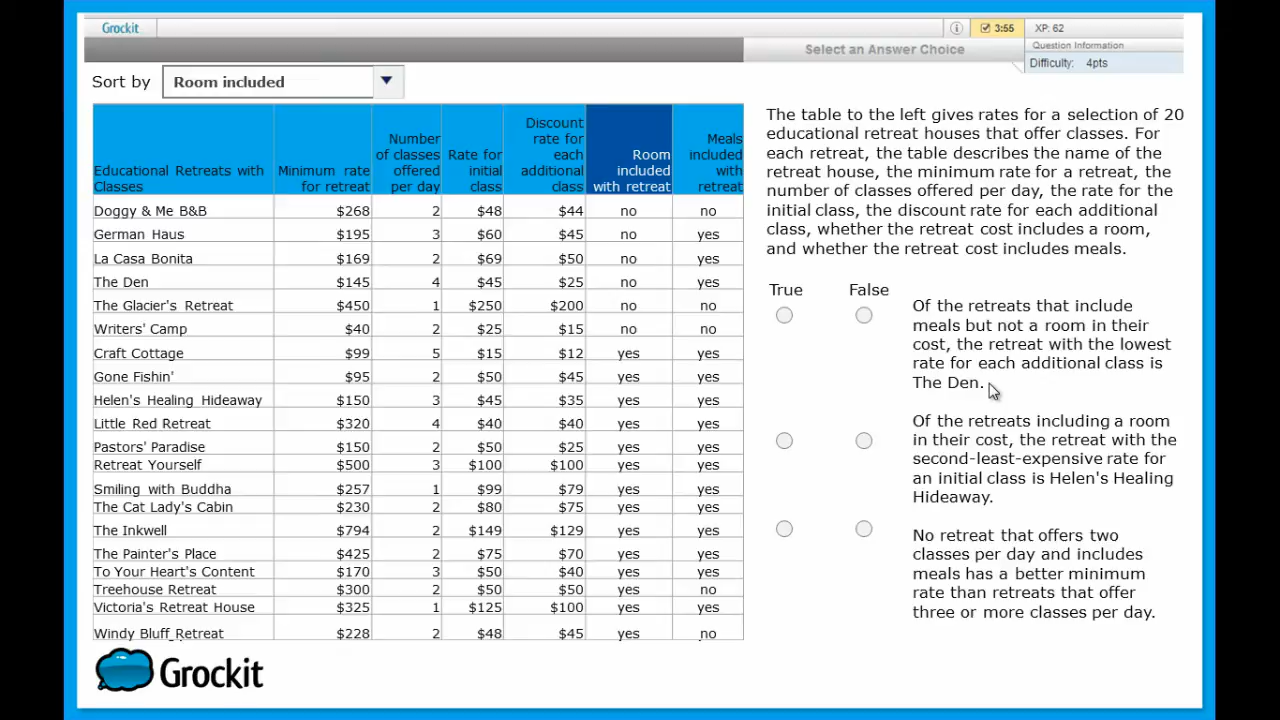 Grockit
3:55
XP: 62
Select an Answer Choice
Question Information
Difficulty: 4pts
Sort by Room included
Educational Retreats with Classes Minimum rate for retreat Number of classes offered per day Rate for initial class Discount rate for each additional class Room included with retreat Meals included with retreat
Doggy & Me B&B $268 2 $48 $44 no no
German Haus $195 3 $60 $45 no yes
La Casa Bonita $169 2 $69 $50 no yes
The Den $145 4 $45 $25 no yes
The Glacier's Retreat $450 1 $250 $200 no no
Writers' Camp $40 2 $25 $15 no no
Craft Cottage $99 5 $15 $12 yes yes
Gone Fishin' $95 2 $50 $45 yes yes
Helen's Healing Hideaway $150 3 $45 $35 yes yes
Little Red Retreat $320 4 $40 $40 yes yes
Pastors' Paradise $150 2 $50 $25 yes yes
Retreat Yourself $500 3 $100 $100 yes yes
Smiling with Buddha $257 1 $99 $79 yes yes
The Cat Lady's Cabin $230 2 $80 $75 yes yes
The Inkwell $794 2 $149 $129 yes yes
The Painter's Place $425 2 $75 $70 yes yes
To Your Heart's Content $170 3 $50 $40 yes yes
Treehouse Retreat $300 2 $50 $50 yes no
Victoria's Retreat House $325 1 $125 $100 yes yes
Windy Bluff Retreat $228 2 $48 $45 yes no
Grockit
The table to the left gives rates for a selection of 20
educational retreat houses that offer classes. For
each retreat, the table describes the name of the
retreat house, the minimum rate for a retreat, the
number of classes offered per day, the rate for the
initial class, the discount rate for each additional
class, whether the retreat cost includes a room,
and whether the retreat cost includes meals.
True False
Of the retreats that include
meals but not a room in their
cost, the retreat with the lowest
rate for each additional class is
The Den.
Of the retreats including a room
in their cost, the retreat with the
second-least-expensive rate for
an initial class is Helen's Healing
Hideaway.
No retreat that offers two
classes per day and includes
meals has a better minimum
rate than retreats that offer
three or more classes per day.